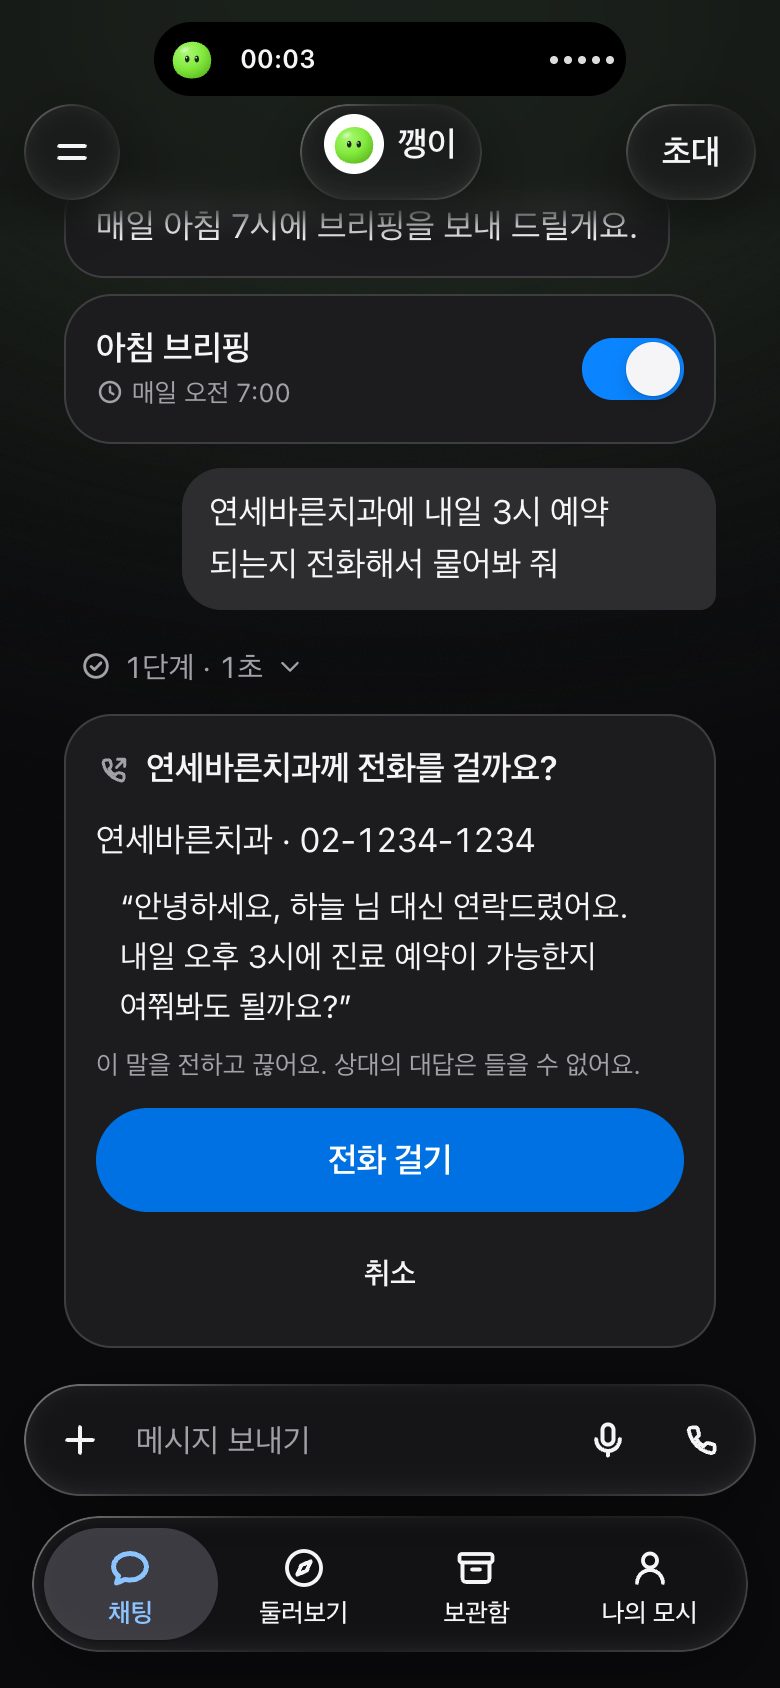 00:03
깽이
초대
매일 아침 7시에 브리핑을 보내 드릴게요.
아침 브리핑
매일 오전 7:00
연세바른치과에 내일 3시 예약
되는지 전화해서 물어봐 줘
1단계 · 1초
연세바른치과께 전화를 걸까요?
연세바른치과 · 02-1234-1234
“안녕하세요, 하늘 님 대신 연락드렸어요.
내일 오후 3시에 진료 예약이 가능한지
여쭤봐도 될까요?”
이 말을 전하고 끊어요. 상대의 대답은 들을 수 없어요.
전화 걸기
취소
메시지 보내기
채팅
둘러보기
보관함
나의 모시